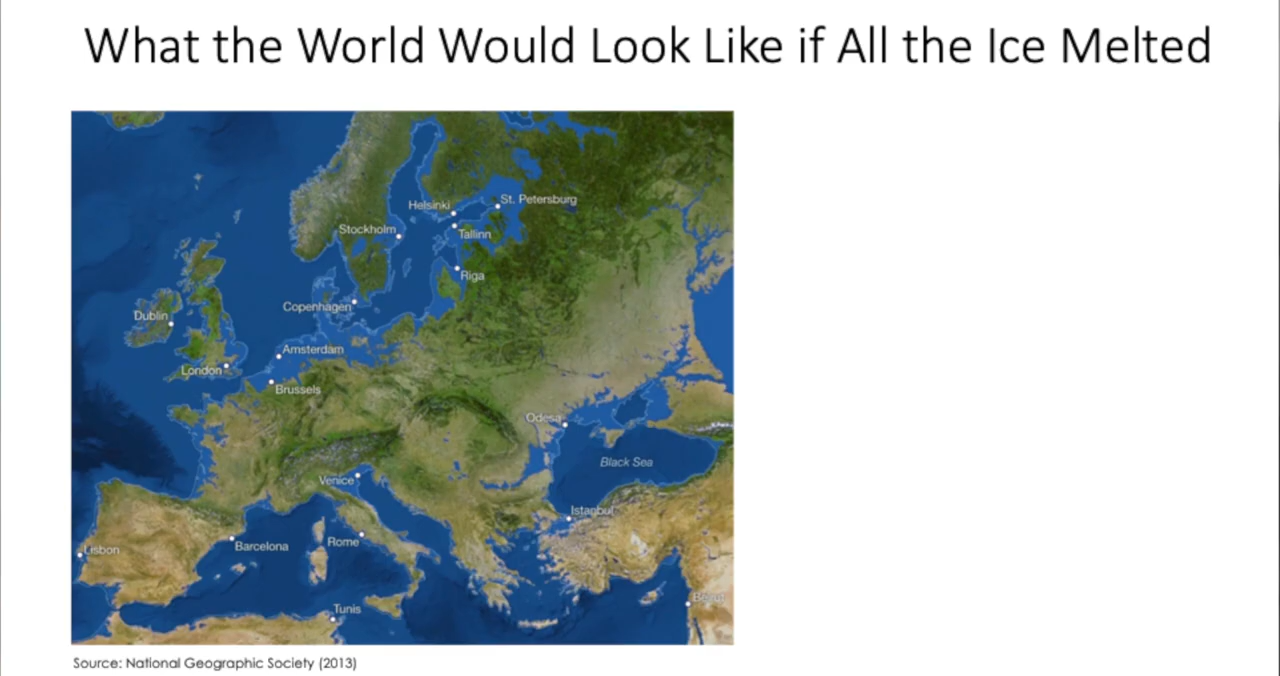 What the World Would Look Like if All the Ice Melted
Helsinki
St. Petersburg
Stockholm
Tallinn
Riga
Copenhagen
Dublin
Amsterdam
London
Brussels
Odesa
Black Sea
Venice
Istanbul
Lisbon
Barcelona
Rome
Beirut
Tunis
Source: National Geographic Society (2013)